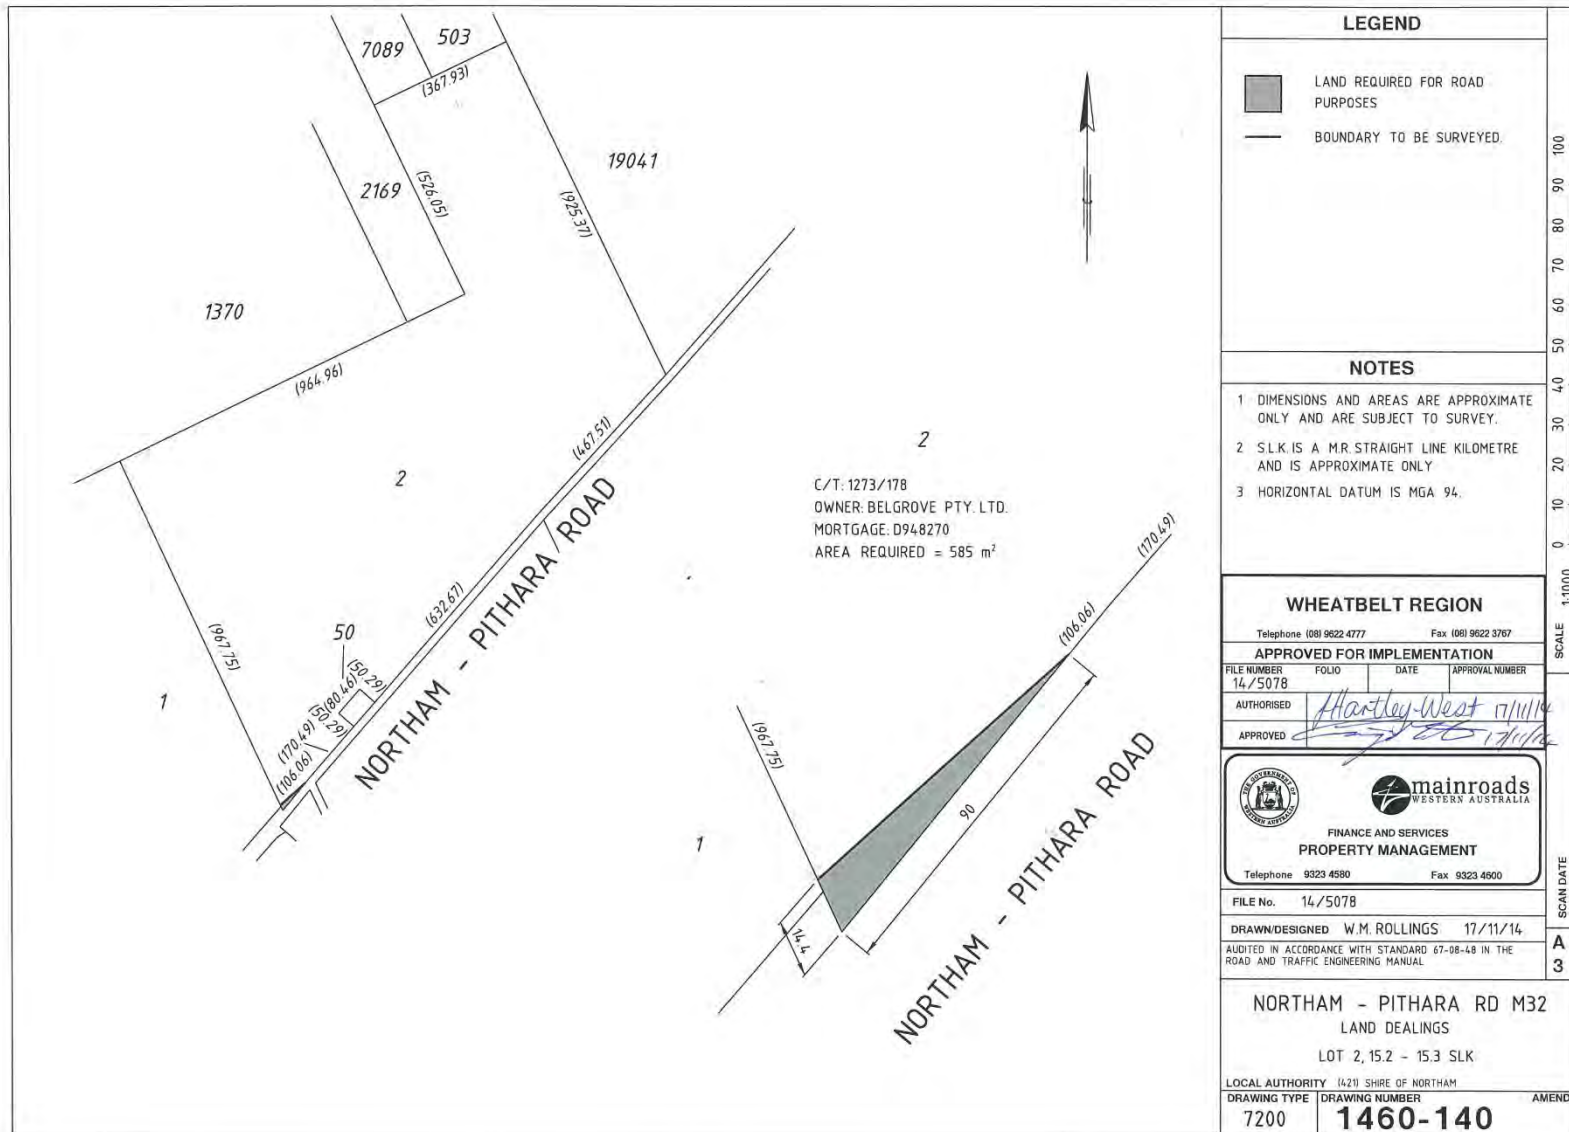 7089
503
(367.93)
19041
2169
(526.05)
(925.37)
1370
(964.96)
(467.51)
2
2
C/T: 1273/178
OWNER: BELGROVE PTY. LTD.
MORTGAGE: D948270
AREA REQUIRED = 585 m²
(170.49)
NORTHAM - PITHARA ROAD
(632.67)
(967.75)
50
(50.29)
(80.46)
(50.29)
(170.49)
(106.06)
1
(106.06)
(967.75)
90
1
14.4
NORTHAM - PITHARA ROAD
LEGEND
LAND REQUIRED FOR ROAD
PURPOSES
BOUNDARY TO BE SURVEYED.
NOTES
1 DIMENSIONS AND AREAS ARE APPROXIMATE
ONLY AND ARE SUBJECT TO SURVEY.
2 S.L.K. IS A M.R. STRAIGHT LINE KILOMETRE
AND IS APPROXIMATE ONLY
3 HORIZONTAL DATUM IS MGA 94.
WHEATBELT REGION
Telephone (08) 9622 4777 Fax (08) 9622 3767
APPROVED FOR IMPLEMENTATION
FILE NUMBER FOLIO DATE APPROVAL NUMBER
14/5078
AUTHORISED Hartley-West 17/11/14
APPROVED 17/11/14
THE GOVERNMENT OF
WESTERN AUSTRALIA
mainroads
WESTERN AUSTRALIA
FINANCE AND SERVICES
PROPERTY MANAGEMENT
Telephone 9323 4580 Fax 9323 4600
FILE No. 14/5078
DRAWN/DESIGNED W.M. ROLLINGS 17/11/14
AUDITED IN ACCORDANCE WITH STANDARD 67-08-48 IN THE
ROAD AND TRAFFIC ENGINEERING MANUAL
NORTHAM - PITHARA RD M32
LAND DEALINGS
LOT 2, 15.2 - 15.3 SLK
LOCAL AUTHORITY (421) SHIRE OF NORTHAM
DRAWING TYPE DRAWING NUMBER AMEND
7200 1460-140
SCALE 1:1000 0 10 20 30 40 50 60 70 80 90 100
SCAN DATE
A
3